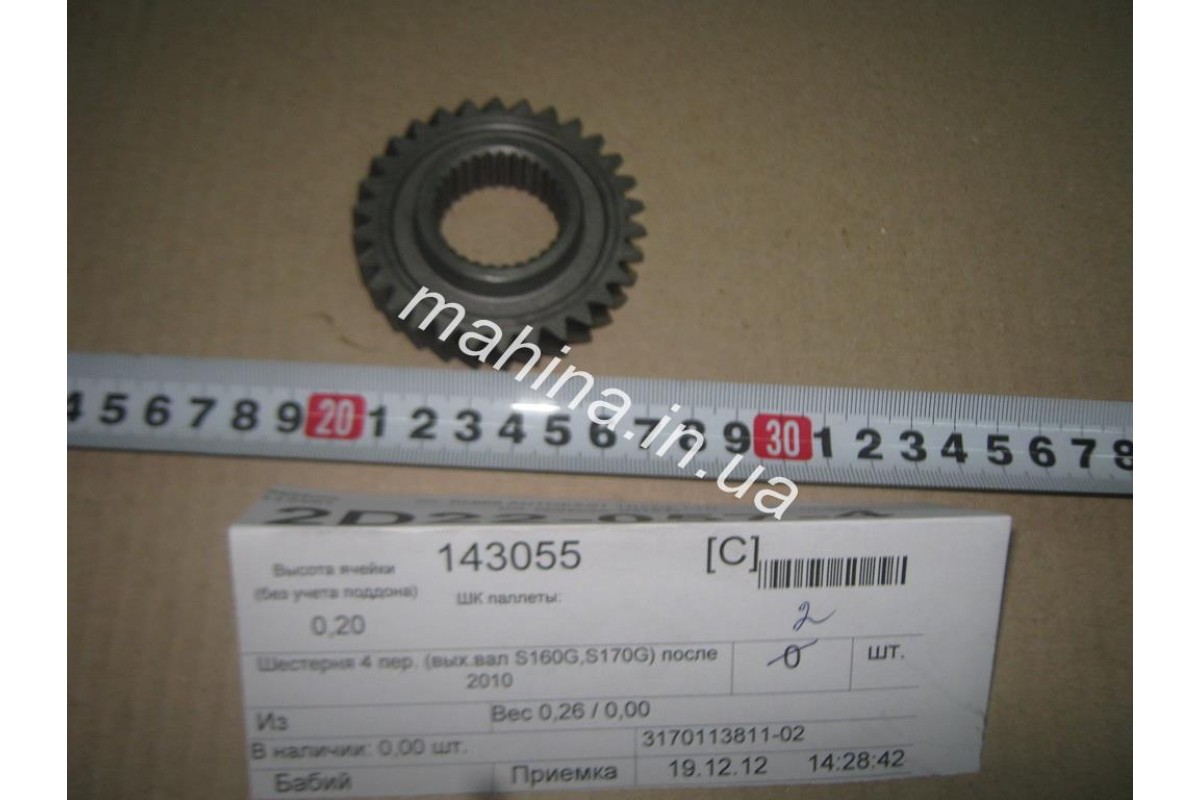 mahina.in.ua
4 5 6 7 8 9 20 1 2 3 4 5 6 7 8 9 30 1 2 3 4 5 6 7 8
143055 [C]
Высота ячейки
(без учета поддона)
ШК паллеты:
0,20
2
Шестерня 4 пер. (вых.вал S160G,S170G) после
2010
0 шт.
Из Вес 0,26 / 0,00
В наличии: 0,00 шт. 3170113811-02
Бабий Приемка 19.12.12 14:28:42